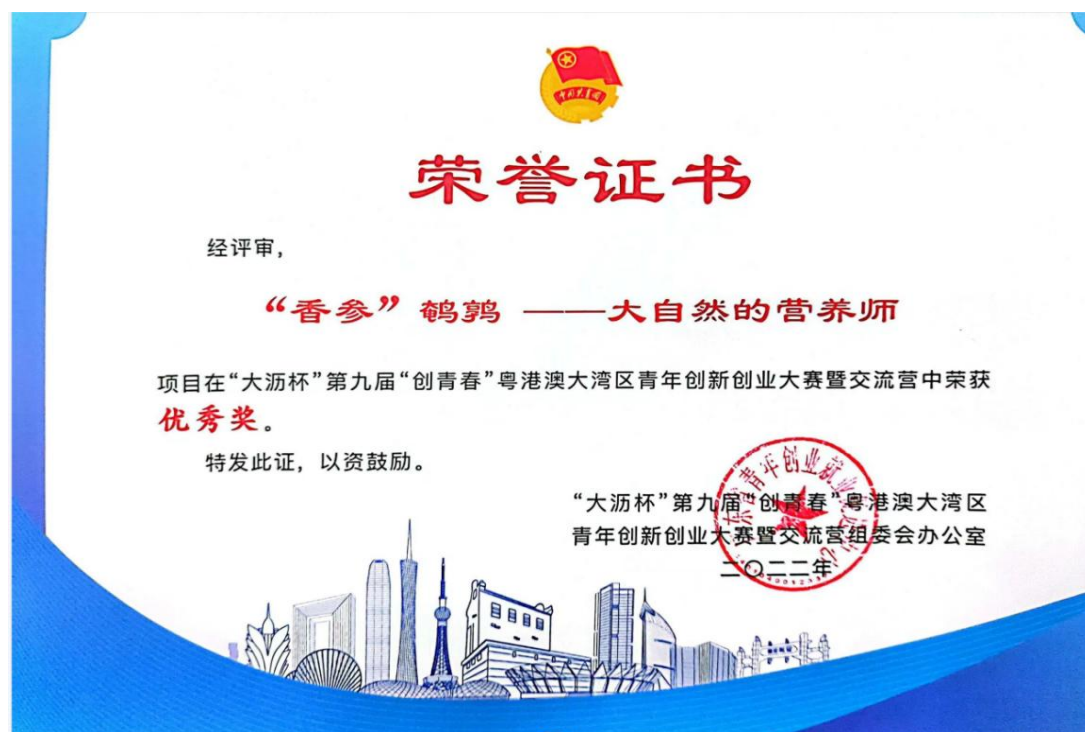 荣誉证书
经评审，
“香参”鹌鹑 ——大自然的营养师
项目在“大沥杯”第九届“创青春”粤港澳大湾区青年创新创业大赛暨交流营中荣获
优秀奖。
特发此证，以资鼓励。
“大沥杯”第九届“创青春”粤港澳大湾区
青年创新创业大赛暨交流营组委会办公室
二〇二二年